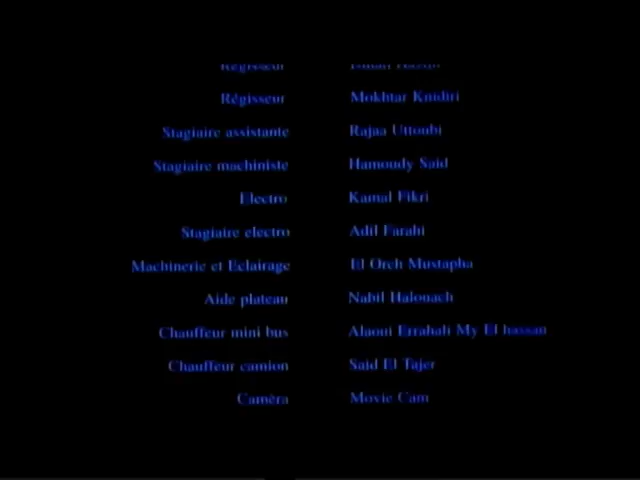 Régisseur
Régisseur Mokhtar Knidiri
Stagiaire assistante Rajaa Uttoubi
Stagiaire machiniste Hamoudy Said
Electro Kamal Fikri
Stagiaire electro Adil Farahi
Machinerie et Eclairage El Orch Mustapha
Aide plateau Nabil Halouach
Chauffeur mini bus Alaoui Errahali My El hassan
Chauffeur camion Said El Tajer
Caméra Movie Cam